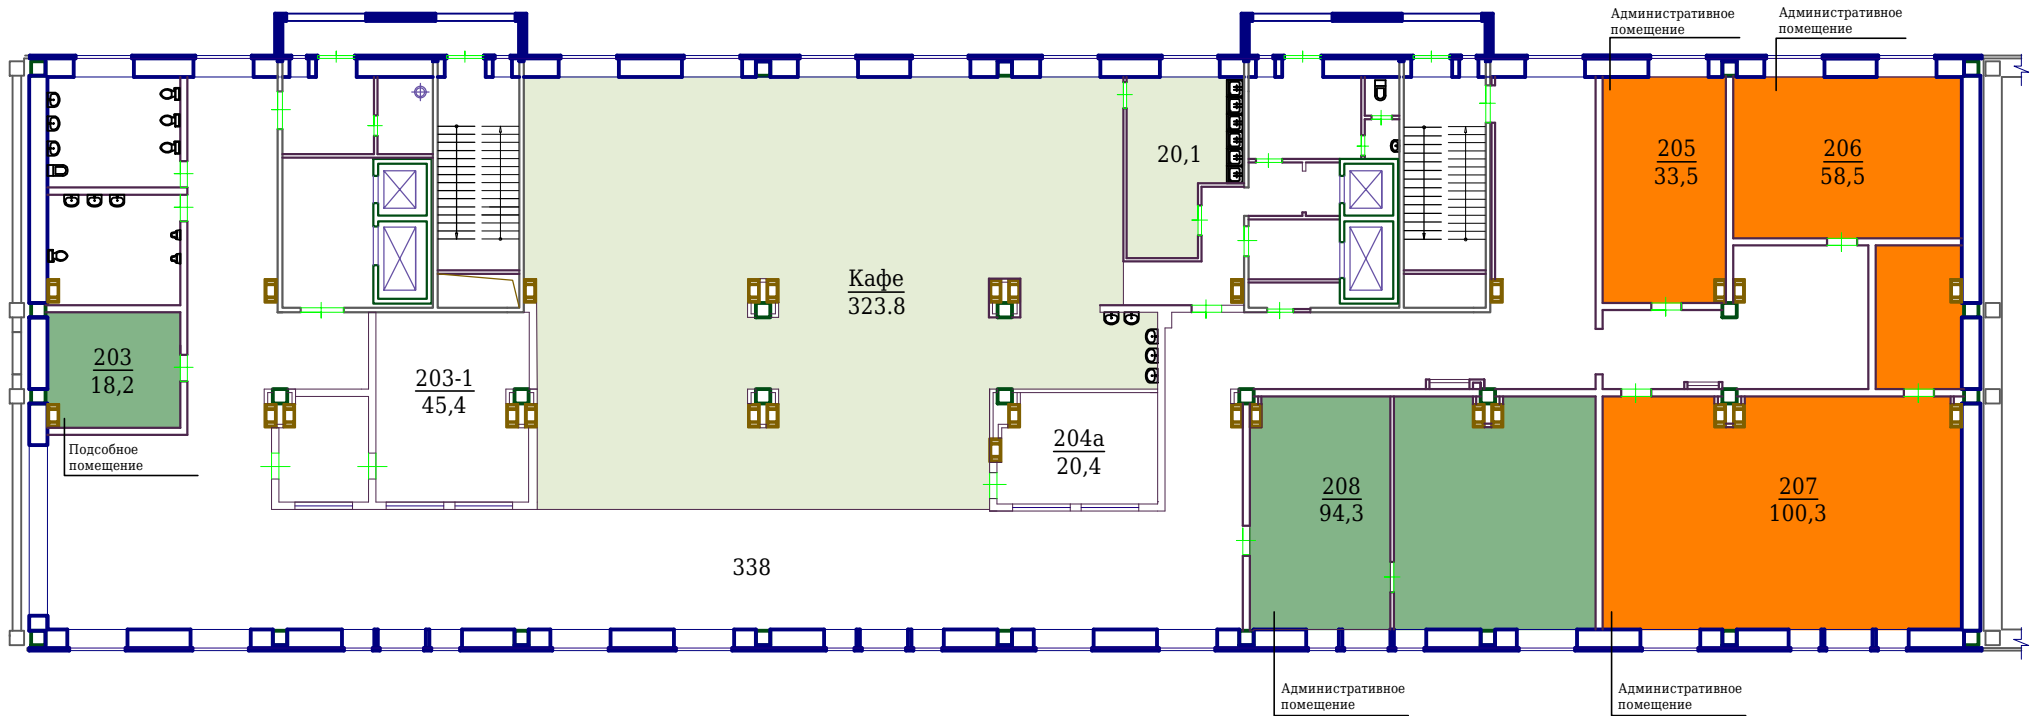 Административное
помещение
Административное
помещение
205
33,5
206
58,5
20,1
Кафе
323.8
203
18,2
203-1
45,4
204а
20,4
Подсобное
помещение
208
94,3
207
100,3
338
Административное
помещение
Административное
помещение